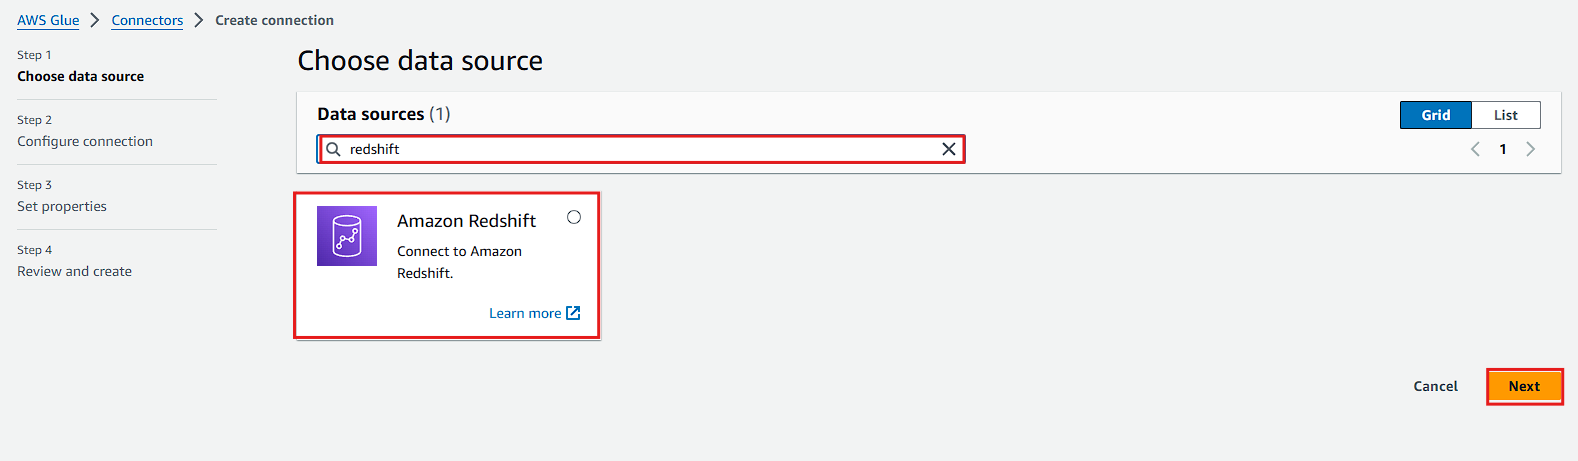 AWS Glue > Connectors > Create connection
Step 1
Choose data source
Step 2
Configure connection
Step 3
Set properties
Step 4
Review and create
Choose data source
Data sources (1)
Grid
List
redshift
1
Amazon Redshift
Connect to Amazon
Redshift.
Learn more
Cancel
Next